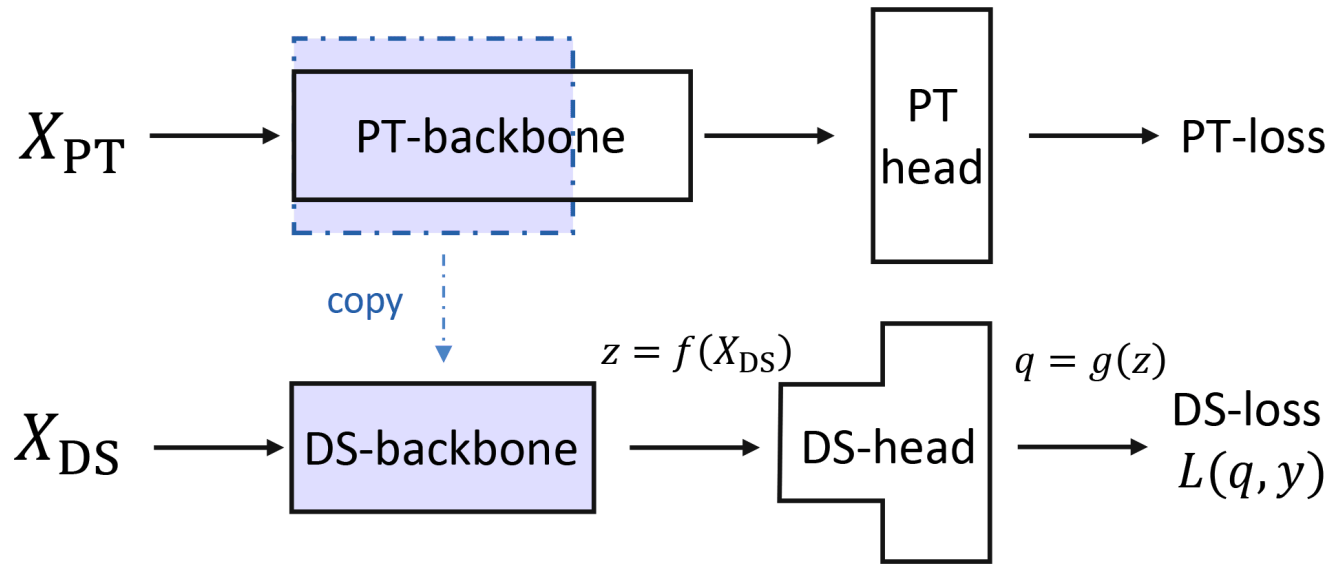 X_PT
PT-backbone
PT
head
PT-loss
copy
z = f(X_DS)
q = g(z)
X_DS
DS-backbone
DS-head
DS-loss
L(q, y)